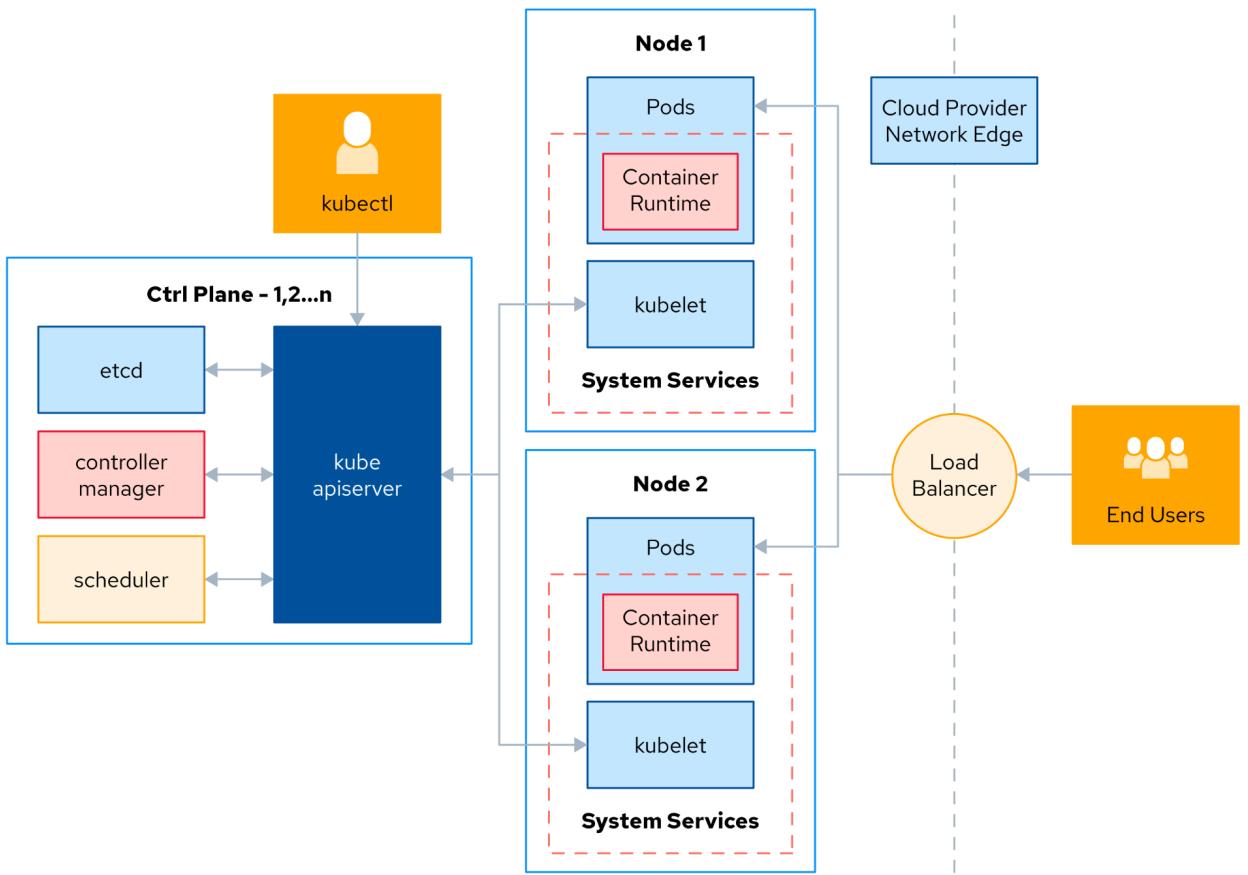 kubectl
Ctrl Plane - 1,2...n
etcd
controller
manager
scheduler
kube
apiserver
Node 1
Pods
Container
Runtime
kubelet
System Services
Node 2
Pods
Container
Runtime
kubelet
System Services
Cloud Provider
Network Edge
Load
Balancer
End Users